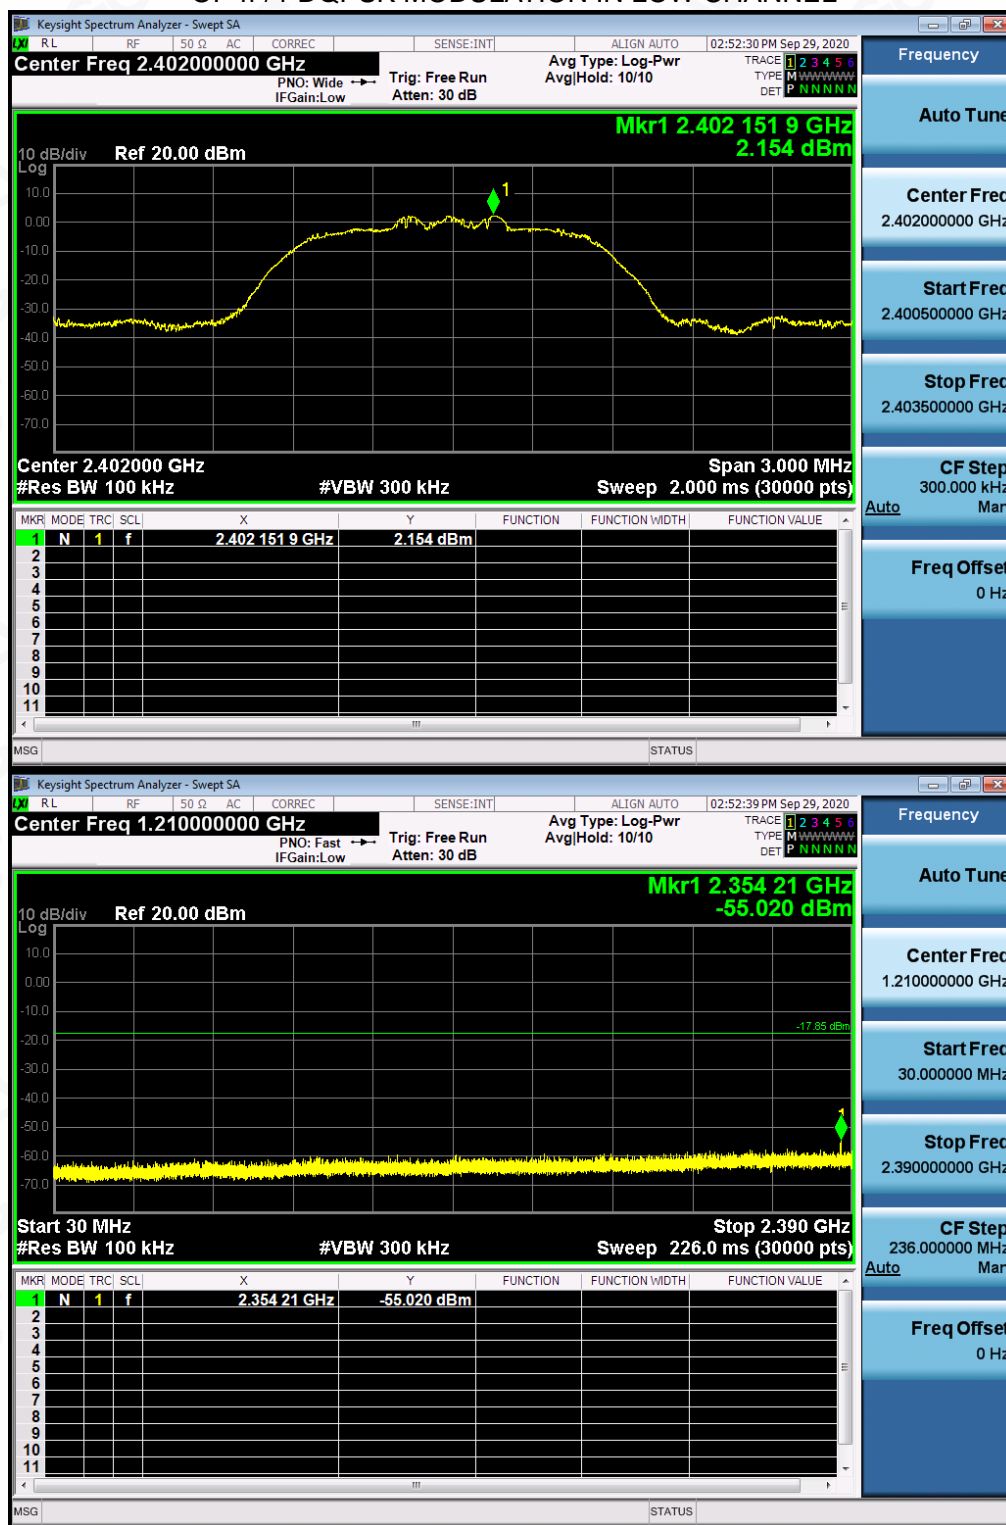 Keysight Spectrum Analyzer - Swept SA
LXI RL RF 50 Ω AC CORREC SENSE:INT ALIGN AUTO 02:52:30 PM Sep 29, 2020
Center Freq 2.402000000 GHz
PNO: Wide
IFGain:Low
Trig: Free Run
Atten: 30 dB
Avg Type: Log-Pwr
Avg|Hold: 10/10
TRACE 1 2 3 4 5 6
TYPE M WWWWW
DET P N N N N N
Mkr1 2.402 151 9 GHz
2.154 dBm
10 dB/div Ref 20.00 dBm
Log
10.0
0.00
-10.0
-20.0
-30.0
-40.0
-50.0
-60.0
-70.0
1
Center 2.402000 GHz Span 3.000 MHz
#Res BW 100 kHz #VBW 300 kHz Sweep 2.000 ms (30000 pts)
MKR MODE TRC SCL X Y FUNCTION FUNCTION WIDTH FUNCTION VALUE
1 N 1 f 2.402 151 9 GHz 2.154 dBm
2
3
4
5
6
7
8
9
10
11
MSG STATUS
Frequency
Auto Tune
Center Freq
2.402000000 GHz
Start Freq
2.400500000 GHz
Stop Freq
2.403500000 GHz
CF Step
300.000 kHz
Auto Man
Freq Offset
0 Hz
Keysight Spectrum Analyzer - Swept SA
LXI RL RF 50 Ω AC CORREC SENSE:INT ALIGN AUTO 02:52:39 PM Sep 29, 2020
Center Freq 1.210000000 GHz
PNO: Fast
IFGain:Low
Trig: Free Run
Atten: 30 dB
Avg Type: Log-Pwr
Avg|Hold: 10/10
TRACE 1 2 3 4 5 6
TYPE M WWWWW
DET P N N N N N
Mkr1 2.354 21 GHz
-55.020 dBm
10 dB/div Ref 20.00 dBm
Log
10.0
0.00
-10.0
-20.0
-30.0
-40.0
-50.0
-60.0
-70.0
-17.85 dBm
1
Start 30 MHz Stop 2.390 GHz
#Res BW 100 kHz #VBW 300 kHz Sweep 226.0 ms (30000 pts)
MKR MODE TRC SCL X Y FUNCTION FUNCTION WIDTH FUNCTION VALUE
1 N 1 f 2.354 21 GHz -55.020 dBm
2
3
4
5
6
7
8
9
10
11
MSG STATUS
Frequency
Auto Tune
Center Freq
1.210000000 GHz
Start Freq
30.000000 MHz
Stop Freq
2.390000000 GHz
CF Step
236.000000 MHz
Auto Man
Freq Offset
0 Hz